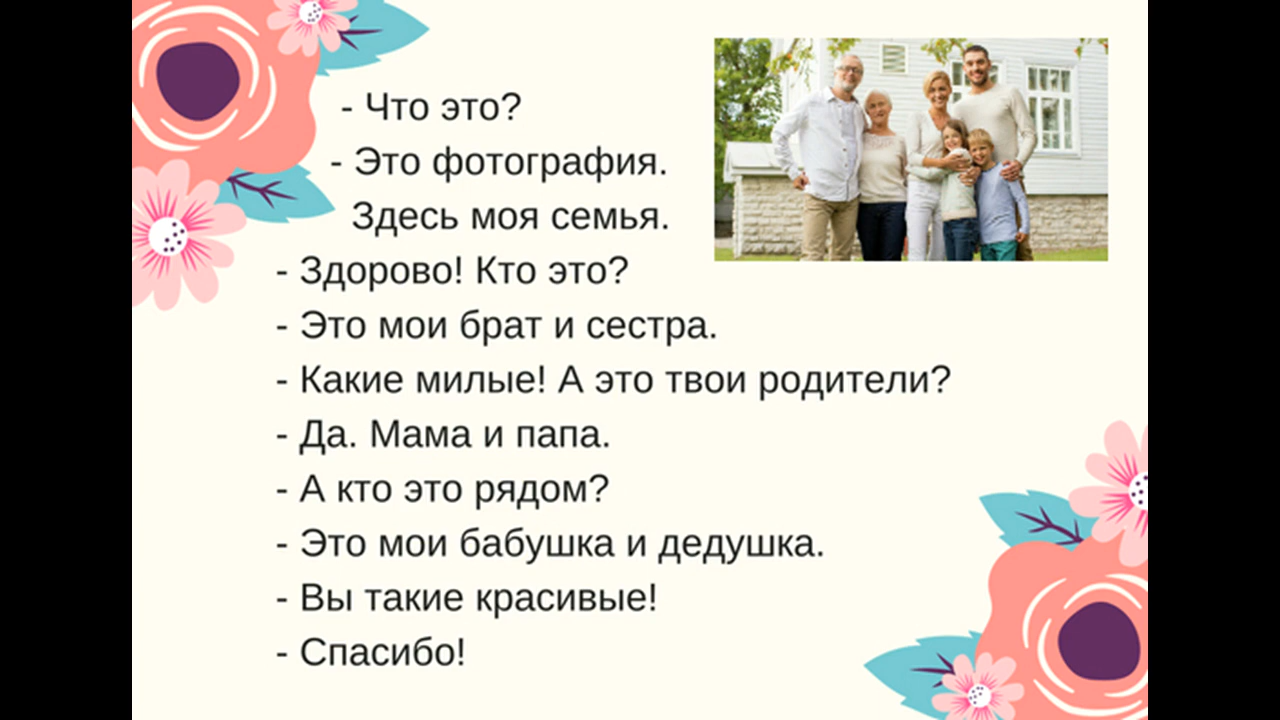 - Что это?
- Это фотография.
Здесь моя семья.
- Здорово! Кто это?
- Это мои брат и сестра.
- Какие милые! А это твои родители?
- Да. Мама и папа.
- А кто это рядом?
- Это мои бабушка и дедушка.
- Вы такие красивые!
- Спасибо!